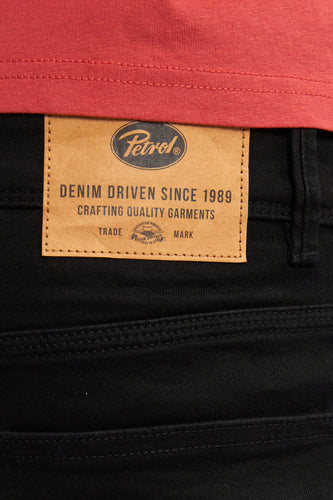 Petrol
DENIM DRIVEN SINCE 1989
CRAFTING QUALITY GARMENTS
TRADE MARK